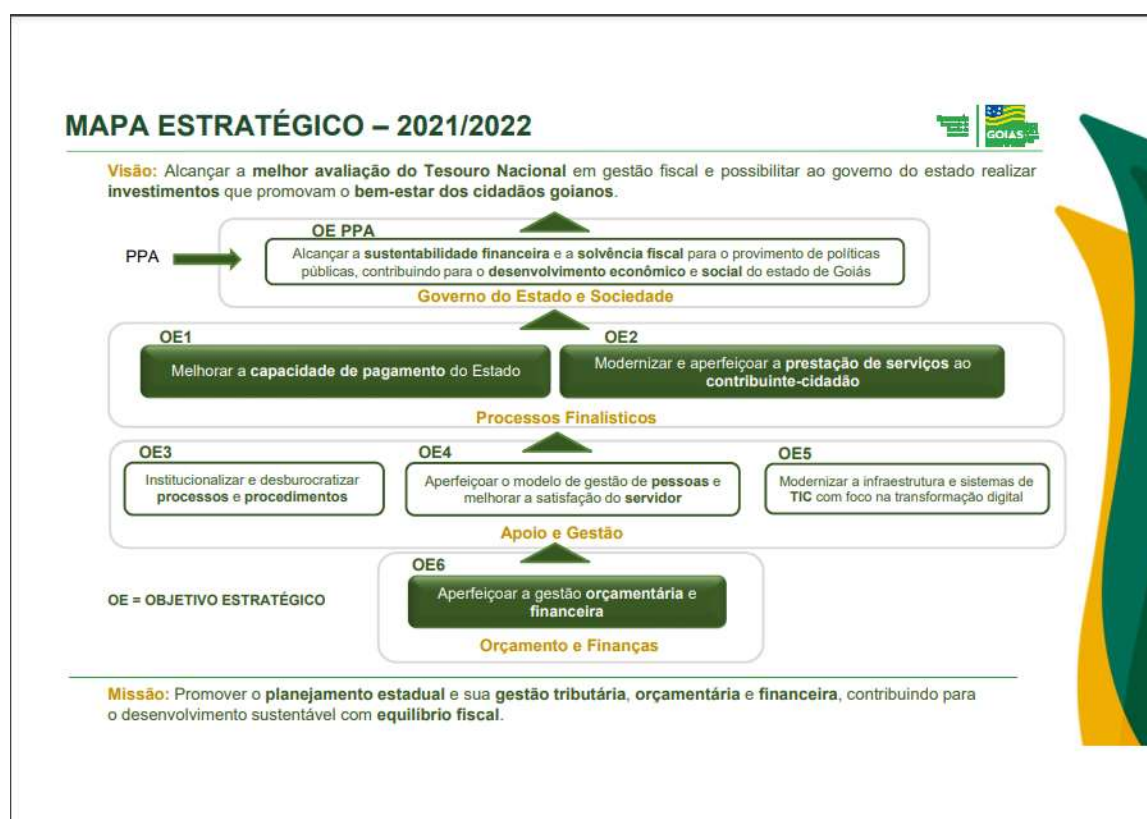 MAPA ESTRATÉGICO – 2021/2022
GOIÁS
Visão: Alcançar a melhor avaliação do Tesouro Nacional em gestão fiscal e possibilitar ao governo do estado realizar
investimentos que promovam o bem-estar dos cidadãos goianos.
OE PPA
PPA
Alcançar a sustentabilidade financeira e a solvência fiscal para o provimento de políticas
públicas, contribuindo para o desenvolvimento econômico e social do estado de Goiás
Governo do Estado e Sociedade
OE1
Melhorar a capacidade de pagamento do Estado
OE2
Modernizar e aperfeiçoar a prestação de serviços ao
contribuinte-cidadão
Processos Finalísticos
OE3
Institucionalizar e desburocratizar
processos e procedimentos
OE4
Aperfeiçoar o modelo de gestão de pessoas e
melhorar a satisfação do servidor
OE5
Modernizar a infraestrutura e sistemas de
TIC com foco na transformação digital
Apoio e Gestão
OE6
Aperfeiçoar a gestão orçamentária e
financeira
OE = OBJETIVO ESTRATÉGICO
Orçamento e Finanças
Missão: Promover o planejamento estadual e sua gestão tributária, orçamentária e financeira, contribuindo para
o desenvolvimento sustentável com equilíbrio fiscal.